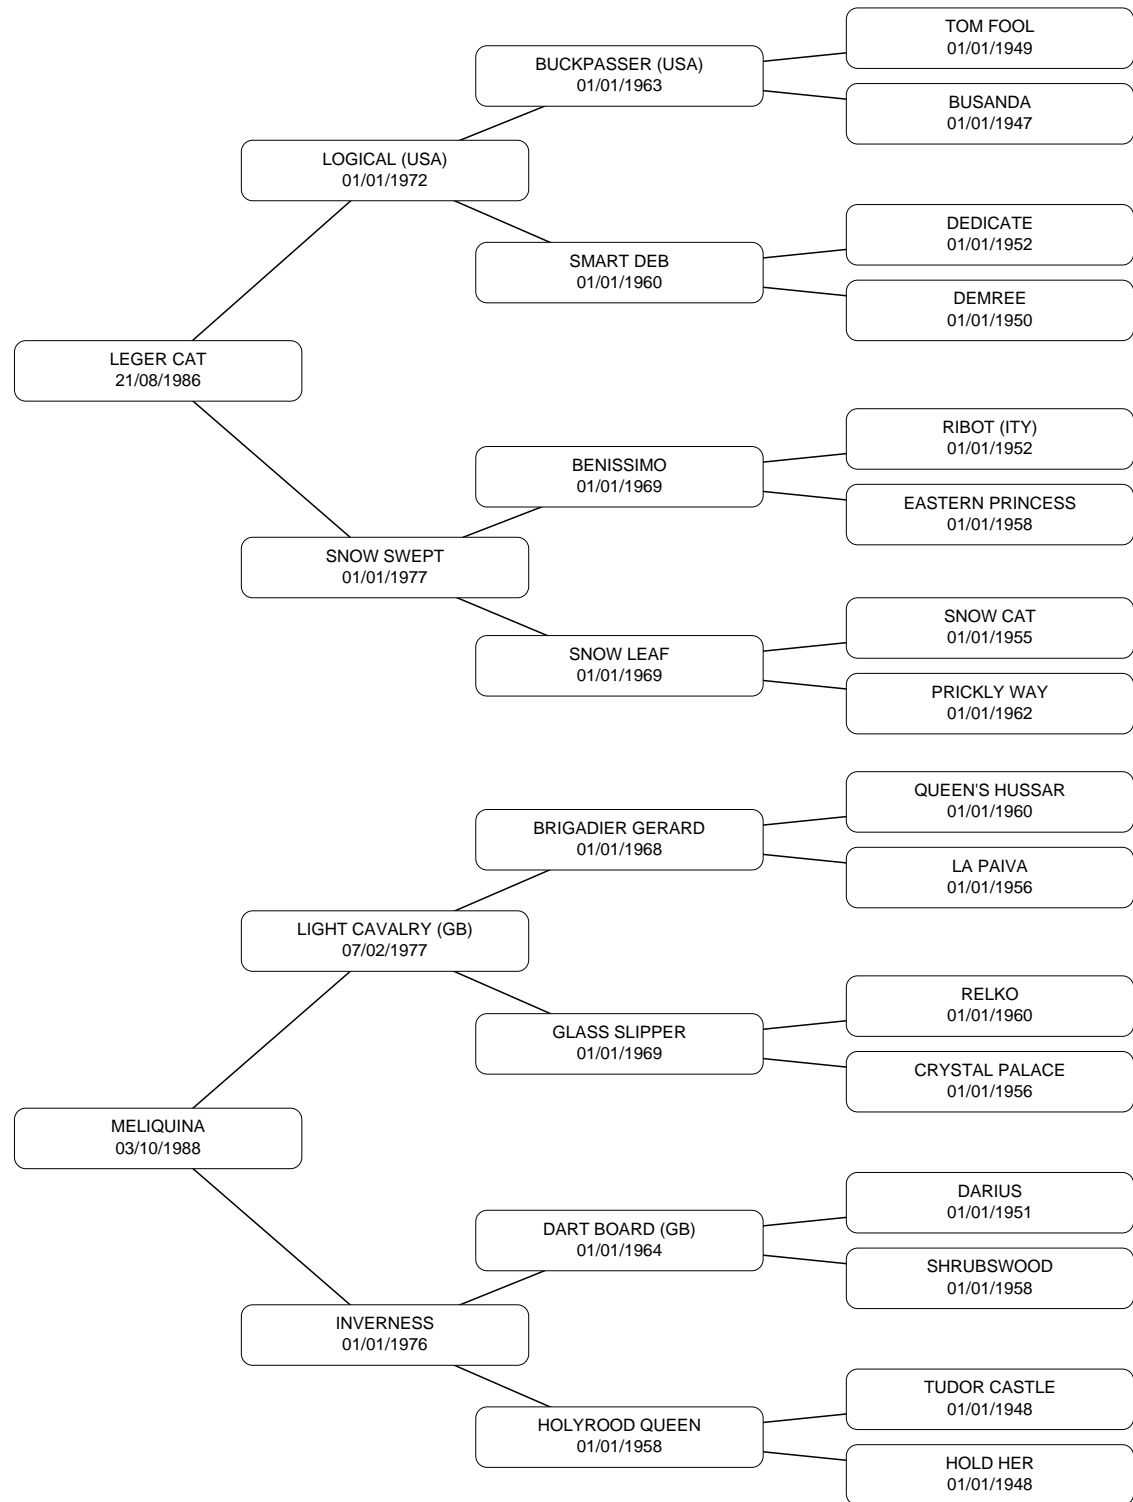 TOM FOOL
01/01/1949
BUCKPASSER (USA)
01/01/1963
BUSANDA
01/01/1947
LOGICAL (USA)
01/01/1972
DEDICATE
01/01/1952
SMART DEB
01/01/1960
DEMREE
01/01/1950
LEGER CAT
21/08/1986
RIBOT (ITY)
01/01/1952
BENISSIMO
01/01/1969
EASTERN PRINCESS
01/01/1958
SNOW SWEPT
01/01/1977
SNOW CAT
01/01/1955
SNOW LEAF
01/01/1969
PRICKLY WAY
01/01/1962
QUEEN'S HUSSAR
01/01/1960
BRIGADIER GERARD
01/01/1968
LA PAIVA
01/01/1956
LIGHT CAVALRY (GB)
07/02/1977
RELKO
01/01/1960
GLASS SLIPPER
01/01/1969
CRYSTAL PALACE
01/01/1956
MELIQUINA
03/10/1988
DARIUS
01/01/1951
DART BOARD (GB)
01/01/1964
SHRUBSWOOD
01/01/1958
INVERNESS
01/01/1976
TUDOR CASTLE
01/01/1948
HOLYROOD QUEEN
01/01/1958
HOLD HER
01/01/1948